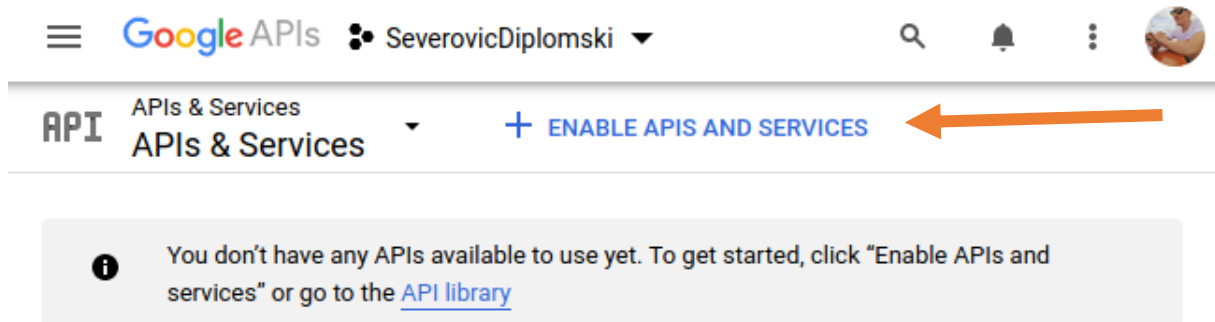 Google APIs SeverovicDiplomski
API APIs & Services
APIs & Services
+ ENABLE APIS AND SERVICES
You don't have any APIs available to use yet. To get started, click “Enable APIs and
services” or go to the API library